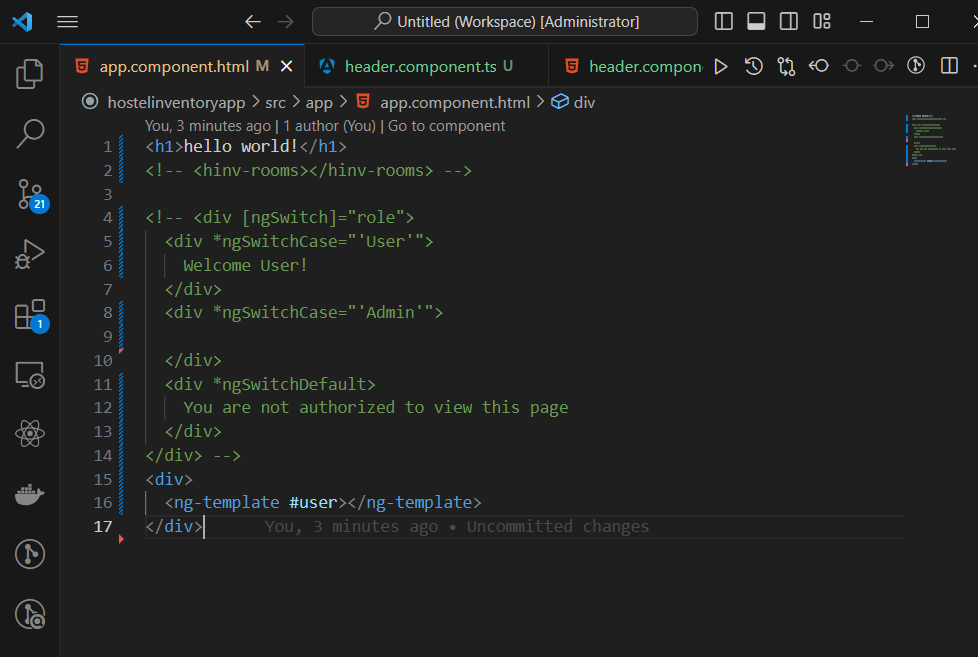 Untitled (Workspace) [Administrator]
app.component.html M
header.component.ts U
header.compon
hostelinventoryapp > src > app > app.component.html > div
You, 3 minutes ago | 1 author (You) | Go to component
1 <h1>hello world!</h1>
2 <!-- <hinv-rooms></hinv-rooms> -->
3
4 <!-- <div [ngSwitch]="role">
5 <div *ngSwitchCase="'User'">
6 Welcome User!
7 </div>
8 <div *ngSwitchCase="'Admin'">
9
10 </div>
11 <div *ngSwitchDefault>
12 You are not authorized to view this page
13 </div>
14 </div> -->
15 <div>
16 <ng-template #user></ng-template>
17 </div> You, 3 minutes ago • Uncommitted changes
21
1